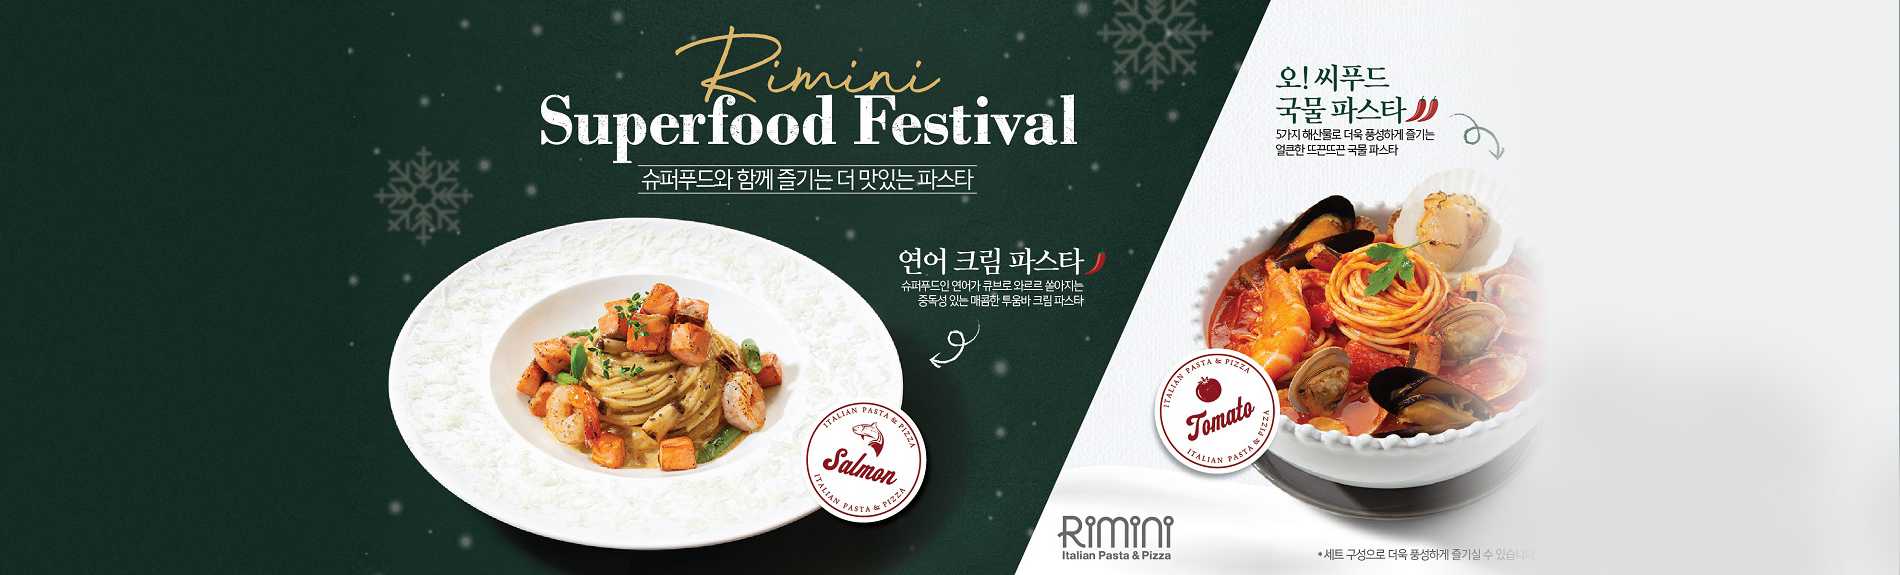 Rimini
Superfood Festival
슈퍼푸드와 함께 즐기는 더 맛있는 파스타
연어 크림 파스타
슈퍼푸드인 연어가 큐브로 와르르 쏟아지는
중독성 있는 매콤한 투움바 크림 파스타
ITALIAN PASTA & PIZZA
Salmon
ITALIAN PASTA & PIZZA
오! 씨푸드
국물 파스타
5가지 해산물로 더욱 풍성하게 즐기는
얼큰한 뜨끈뜨끈 국물 파스타
ITALIAN PASTA & PIZZA
Tomato
ITALIAN PASTA & PIZZA
Rimini
Italian Pasta & Pizza
*세트 구성으로 더욱 풍성하게 즐기실 수 있습니다